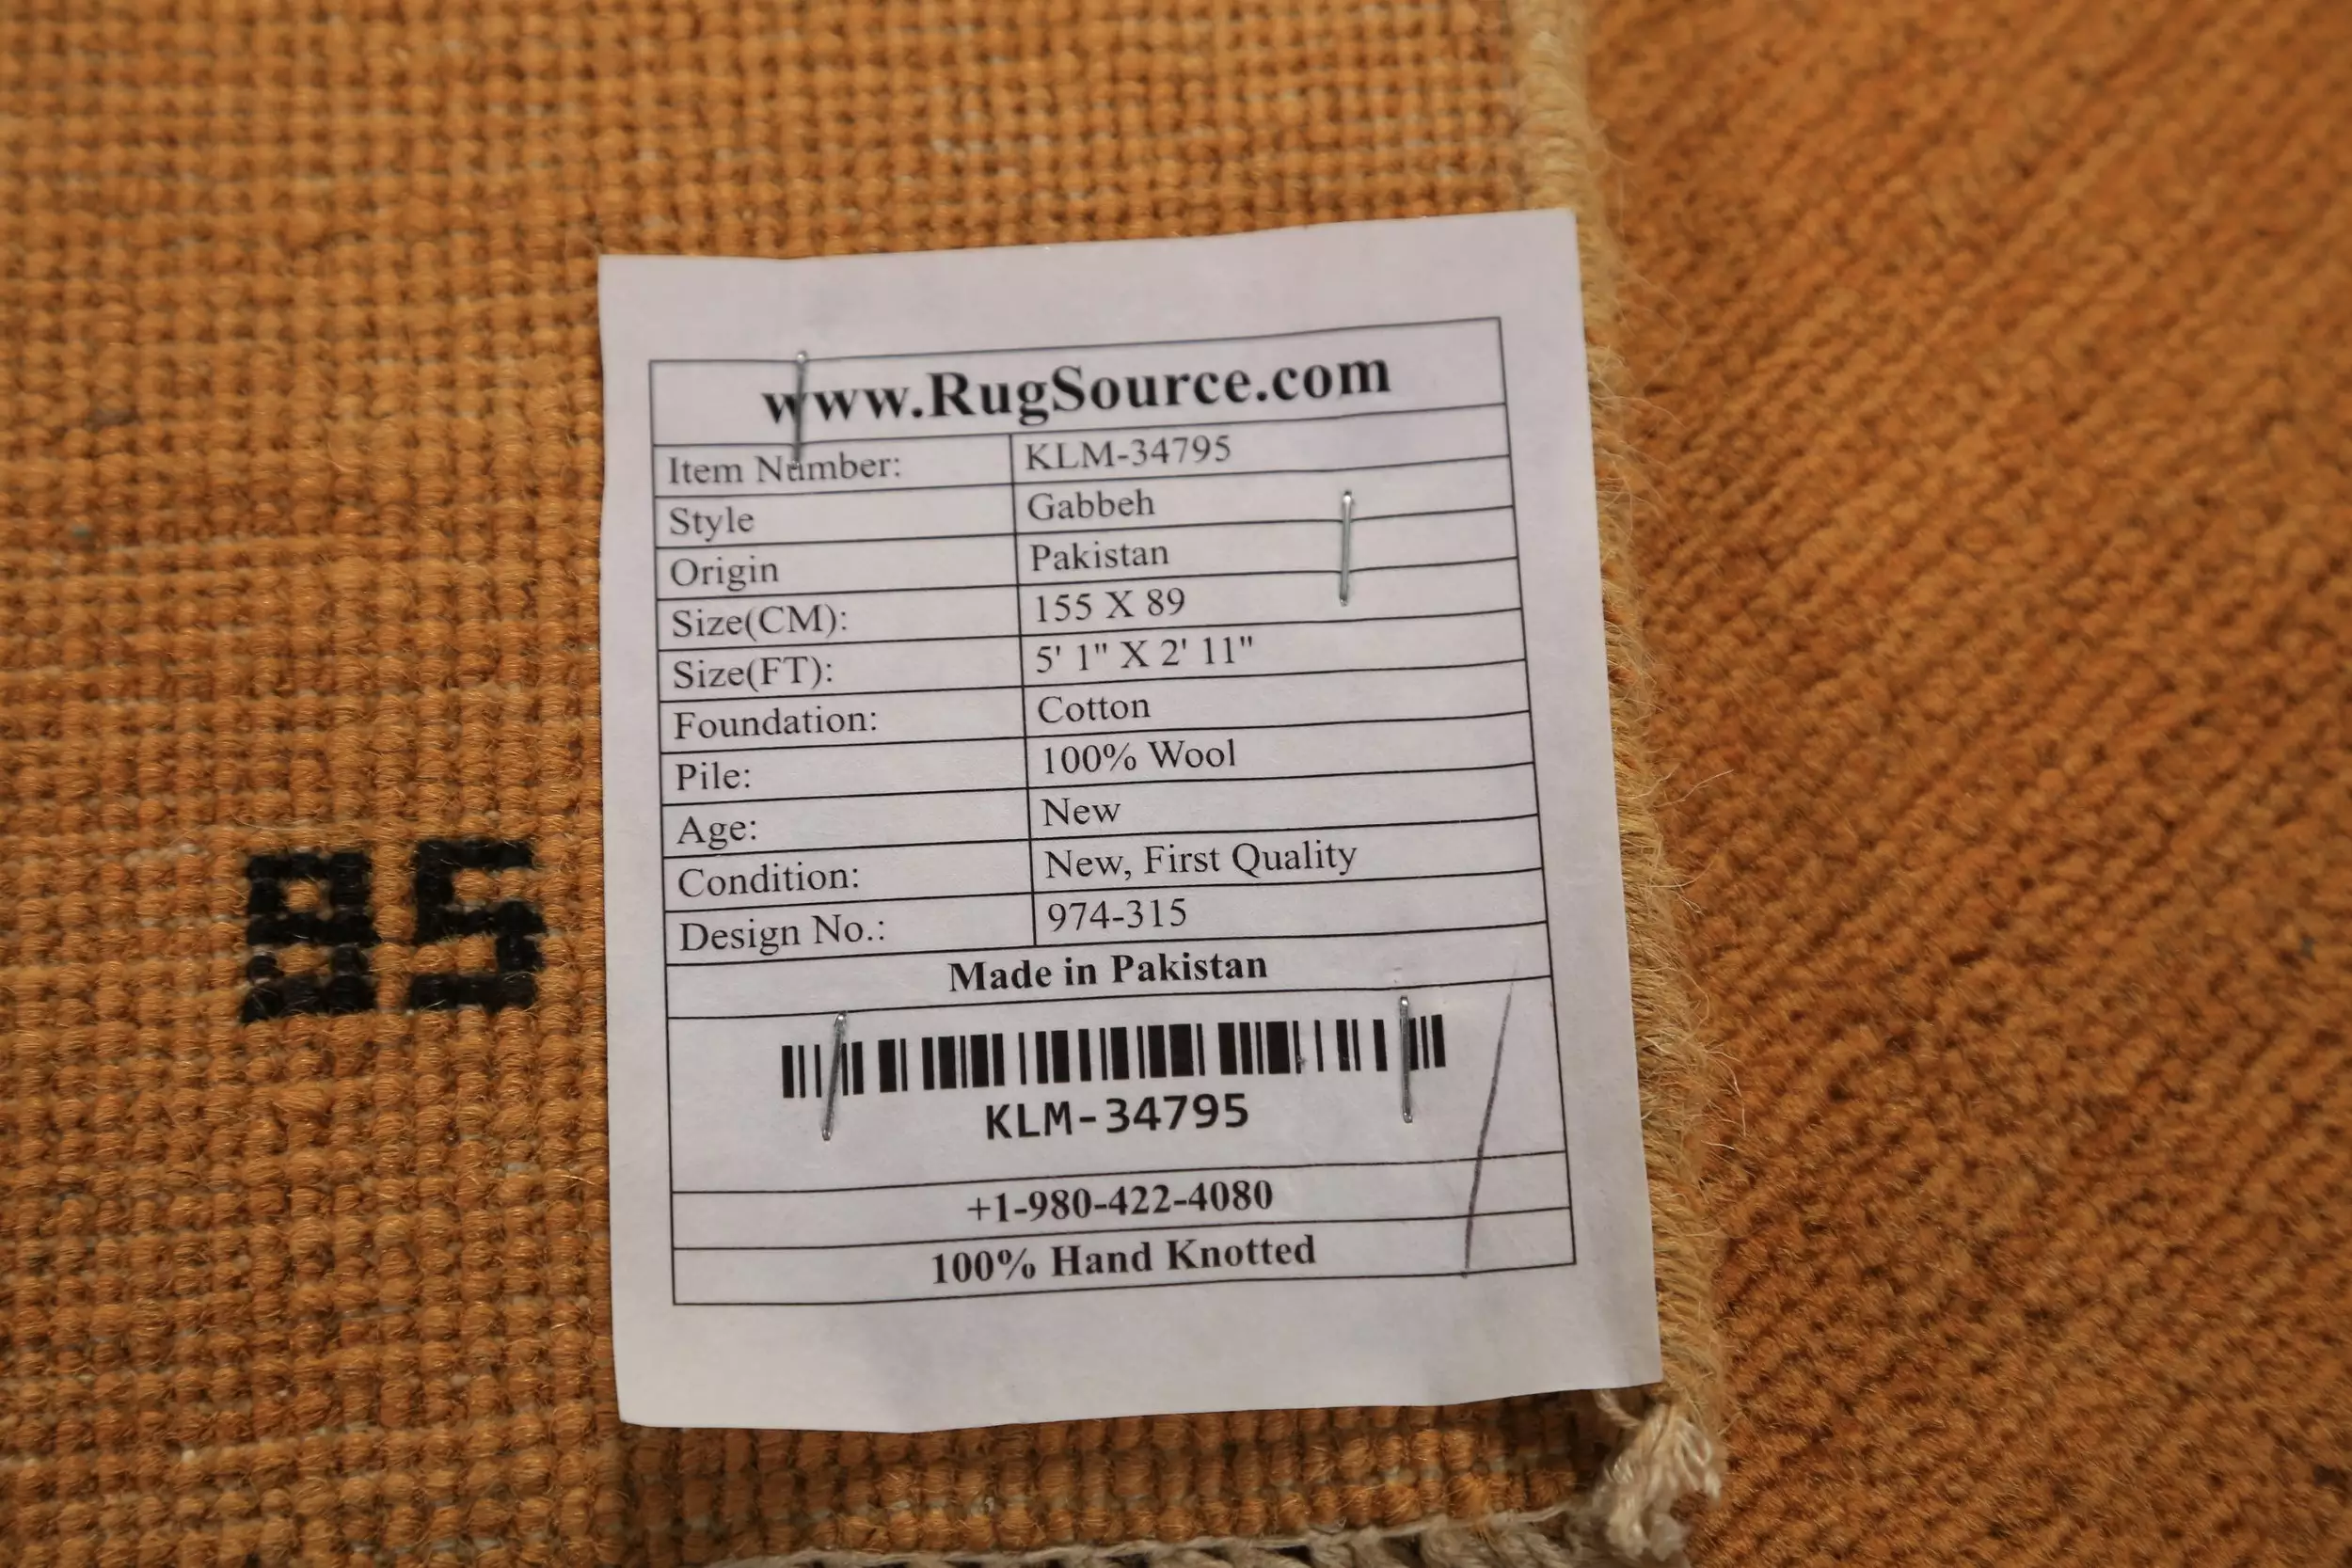 www.RugSource.com
Item Number: KLM-34795
Style Gabbeh
Origin Pakistan
Size(CM): 155 X 89
Size(FT): 5' 1" X 2' 11"
Foundation: Cotton
Pile: 100% Wool
Age: New
Condition: New, First Quality
Design No.: 974-315
Made in Pakistan
KLM-34795
+1-980-422-4080
100% Hand Knotted